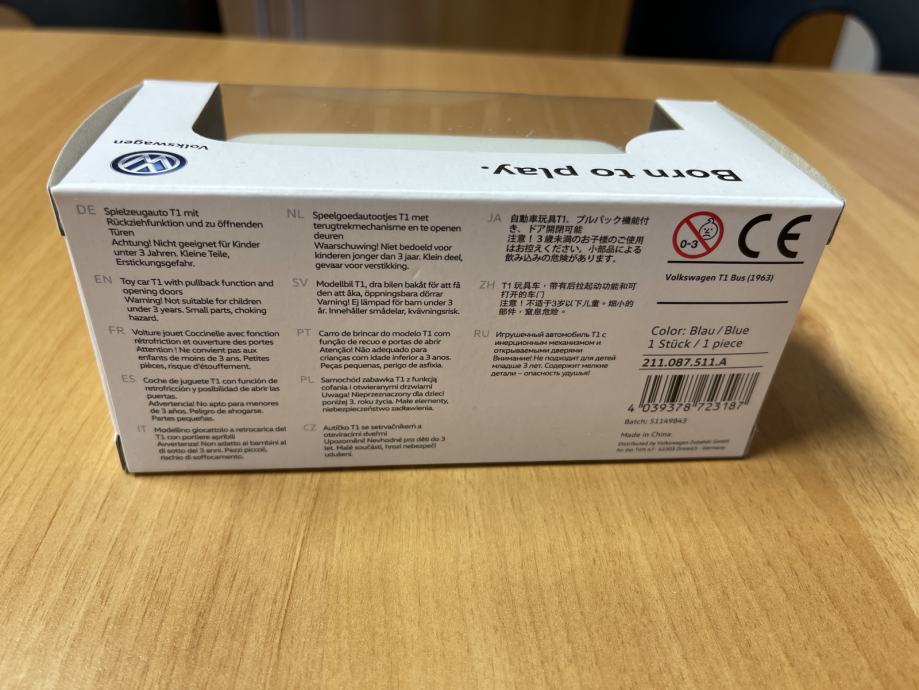 Volkswagen
Born to play.
DE Spielzeugauto T1 mit
Rückziehfunktion und zu öffnenden
Türen
Achtung! Nicht geeignet für Kinder
unter 3 Jahren. Kleine Teile,
Erstickungsgefahr.
EN Toy car T1 with pullback function and
opening doors
Warning! Not suitable for children
under 3 years. Small parts, choking
hazard.
FR Voiture jouet Coccinelle avec fonction
rétrofriction et ouverture des portes
Attention ! Ne convient pas aux
enfants de moins de 3 ans. Petites
pièces, risque d'étouffement.
ES Coche de juguete T1 con función de
retrofricción y posibilidad de abrir las
puertas.
Advertencia! No apto para menores
de 3 años. Peligro de ahogarse.
Partes pequeñas.
IT Modellino giocattolo a retrocarica del
T1 con portiere apribili
Avvertenza! Non adatto ai bambini al
di sotto dei 3 anni. Pezzi piccoli,
rischio di soffocamento.
NL Speelgoedautootjes T1 met
terugtrekmechanisme en te openen
deuren
Waarschuwing! Niet bedoeld voor
kinderen jonger dan 3 jaar. Klein deel,
gevaar voor verstikking.
SV Modellbil T1, dra bilen bakåt för att få
den att åka, öppningsbara dörrar
Varning! Ej lämpad för barn under 3
år. Innehåller smådelar, kvävningsrisk.
PT Carro de brincar do modelo T1 com
função de recuo e portas de abrir
Atenção! Não adequado para
crianças com idade inferior a 3 anos.
Peças pequenas, perigo de asfixia.
PL Samochód zabawka T1 z funkcją
cofania i otwieranymi drzwiami
Uwaga! Nieprzeznaczony dla dzieci
poniżej 3. roku życia. Małe elementy,
niebezpieczeństwo zadławienia.
CZ Autíčko T1 se setrvačníkem a
otevíracími dveřmi
Upozornění! Nevhodné pro děti do 3
let. Malé součásti, hrozí nebezpečí
udušení.
JA 自動車玩具T1、プルバック機能付
き、ドア開閉可能
注意！３歳未満のお子様のご使用
はお控えください。小部品による
飲み込みの危険があります。
ZH T1 玩具车，带有后拉起动功能和可
打开的车门
注意！不适于3岁以下儿童。细小的
部件，窒息危险。
RU Игрушечный автомобиль T1 с
инерционным механизмом и
открываемыми дверями
Внимание! Не подходит для детей
младше 3 лет. Содержит мелкие
детали – опасность удушья!
0-3
CE
Volkswagen T1 Bus (1963)
Color: Blau/Blue
1 Stück / 1 piece
211.087.511.A
4 039378 723187
Batch: 51149843
Made in China
Distributed by Volkswagen Zubehör GmbH
An der Trift 67 · 63303 Dreieich · Germany